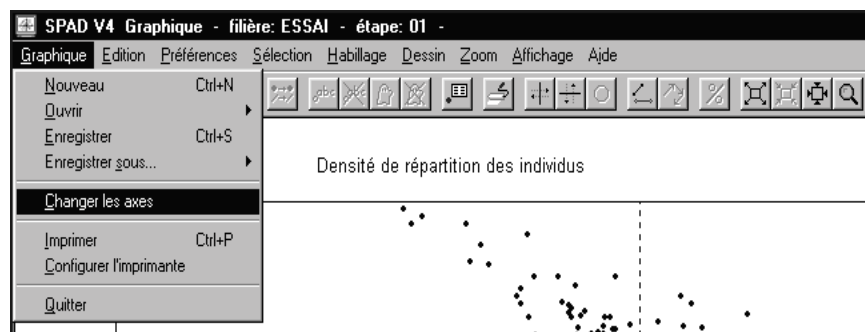 SPAD V4 Graphique - filière: ESSAI - étape: 01 -
Graphique Edition Préférences Sélection Habillage Dessin Zoom Affichage Aide
Nouveau Ctrl+N
Ouvrir
Enregistrer Ctrl+S
Enregistrer sous...
Changer les axes
Imprimer Ctrl+P
Configurer l'imprimante
Quitter
abc
Densité de répartition des individus